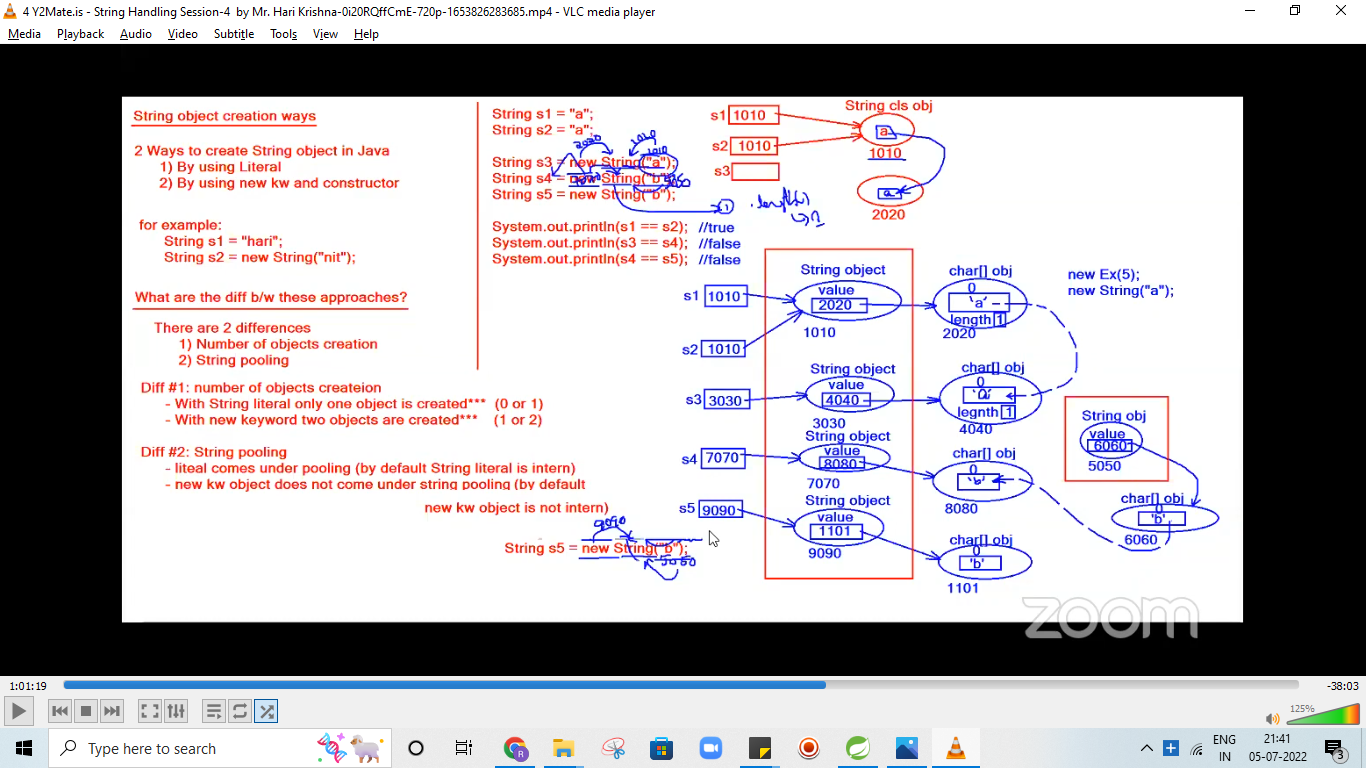 4 Y2Mate.is - String Handling Session-4 by Mr. Hari Krishna-0i20RQffCmE-720p-1653826283685.mp4 - VLC media player
Media Playback Audio Video Subtitle Tools View Help
String object creation ways
2 Ways to create String object in Java
1) By using Literal
2) By using new kw and constructor
for example:
String s1 = "hari";
String s2 = new String("nit");
What are the diff b/w these approaches?
There are 2 differences
1) Number of objects creation
2) String pooling
Diff #1: number of objects createion
- With String literal only one object is created*** (0 or 1)
- With new keyword two objects are created*** (1 or 2)
Diff #2: String pooling
- liteal comes under pooling (by default String literal is intern)
- new kw object does not come under string pooling (by default
new kw object is not intern)
String s1 = "a";
String s2 = "a";
String s3 = new String("a");
String s4 = new String("b");
String s5 = new String("b");
System.out.println(s1 == s2); //true
System.out.println(s3 == s4); //false
System.out.println(s4 == s5); //false
9090
String s5 = new String("b");
5050
String cls obj
s1 1010
a
s2 1010
1010
s3
a
2020
1
String object
value
s1 1010
2020
1010
s2 1010
char[] obj
0
'a'
length 1
2020
new Ex(5);
new String("a");
String object
value
s3 3030
4040
3030
char[] obj
0
'a'
legnth 1
4040
String object
value
s4 7070
8080
7070
char[] obj
0
'b'
8080
String object
value
s5 9090
1101
9090
char[] obj
0
'b'
1101
String obj
value
6060
5050
char[] obj
0
'b'
6060
zoom
1:01:19
-38:03
125%
Type here to search
R
ENG
IN
21:41
05-07-2022
3